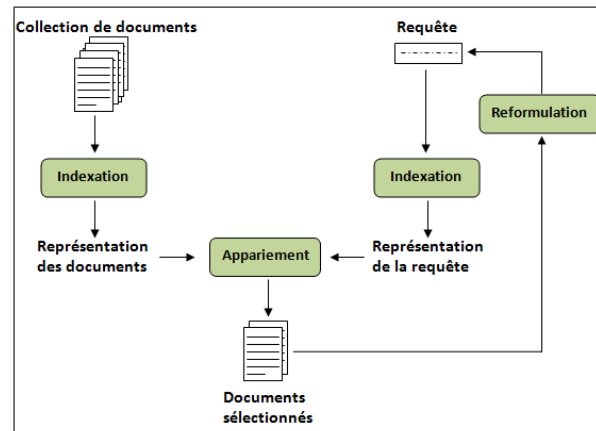 Collection de documents
Requête
Reformulation
Indexation
Indexation
Représentation
des documents
Appariement
Représentation
de la requête
Documents
sélectionnés